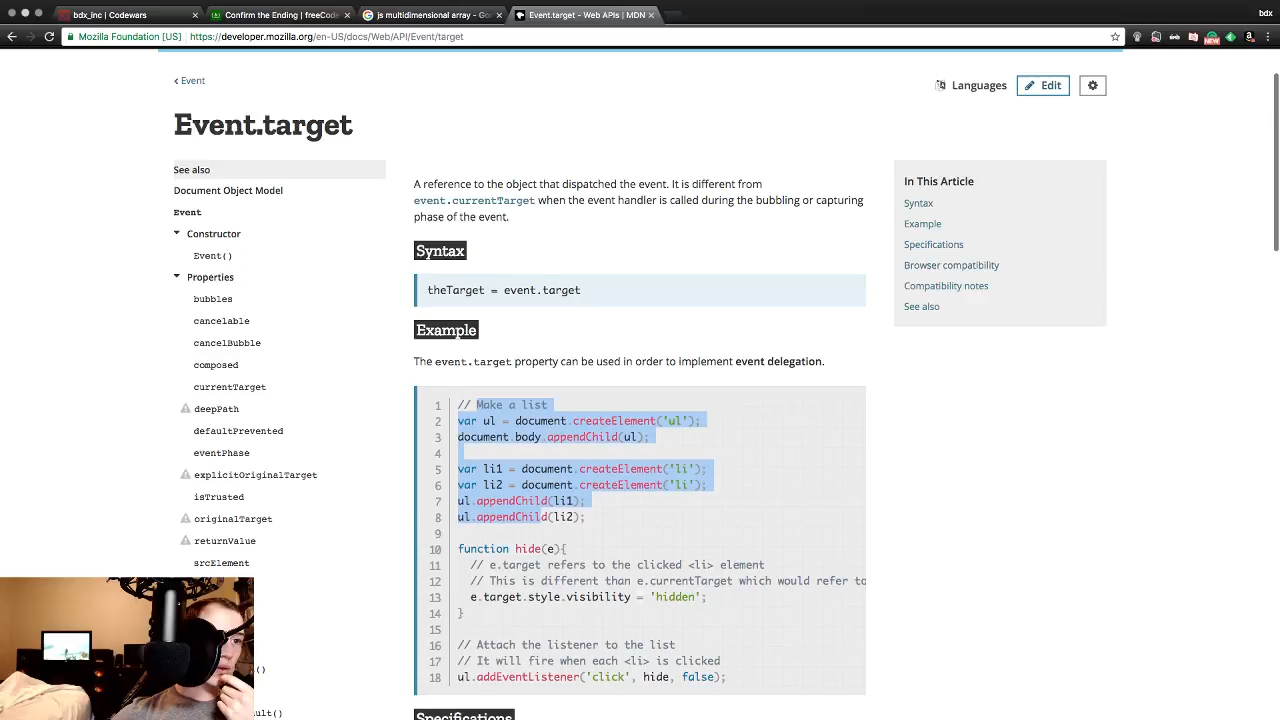 bdx_inc | Codewars
Confirm the Ending | freeCode
js multidimensional array - Goo
Event.target - Web APIs | MDN
bdx
Mozilla Foundation [US]
https://developer.mozilla.org/en-US/docs/Web/API/Event/target
NEW
Event
Languages
Edit
Event.target
See also
Document Object Model
Event
Constructor
Event()
Properties
bubbles
cancelable
cancelBubble
composed
currentTarget
deepPath
defaultPrevented
eventPhase
explicitOriginalTarget
isTrusted
originalTarget
returnValue
srcElement
()
ult()
A reference to the object that dispatched the event. It is different from
event.currentTarget when the event handler is called during the bubbling or capturing
phase of the event.
Syntax
theTarget = event.target
Example
The event.target property can be used in order to implement event delegation.
1 // Make a list
2 var ul = document.createElement('ul');
3 document.body.appendChild(ul);
4
5 var li1 = document.createElement('li');
6 var li2 = document.createElement('li');
7 ul.appendChild(li1);
8 ul.appendChild(li2);
9
10 function hide(e){
11 // e.target refers to the clicked <li> element
12 // This is different than e.currentTarget which would refer to
13 e.target.style.visibility = 'hidden';
14 }
15
16 // Attach the listener to the list
17 // It will fire when each <li> is clicked
18 ul.addEventListener('click', hide, false);
Specifications
In This Article
Syntax
Example
Specifications
Browser compatibility
Compatibility notes
See also